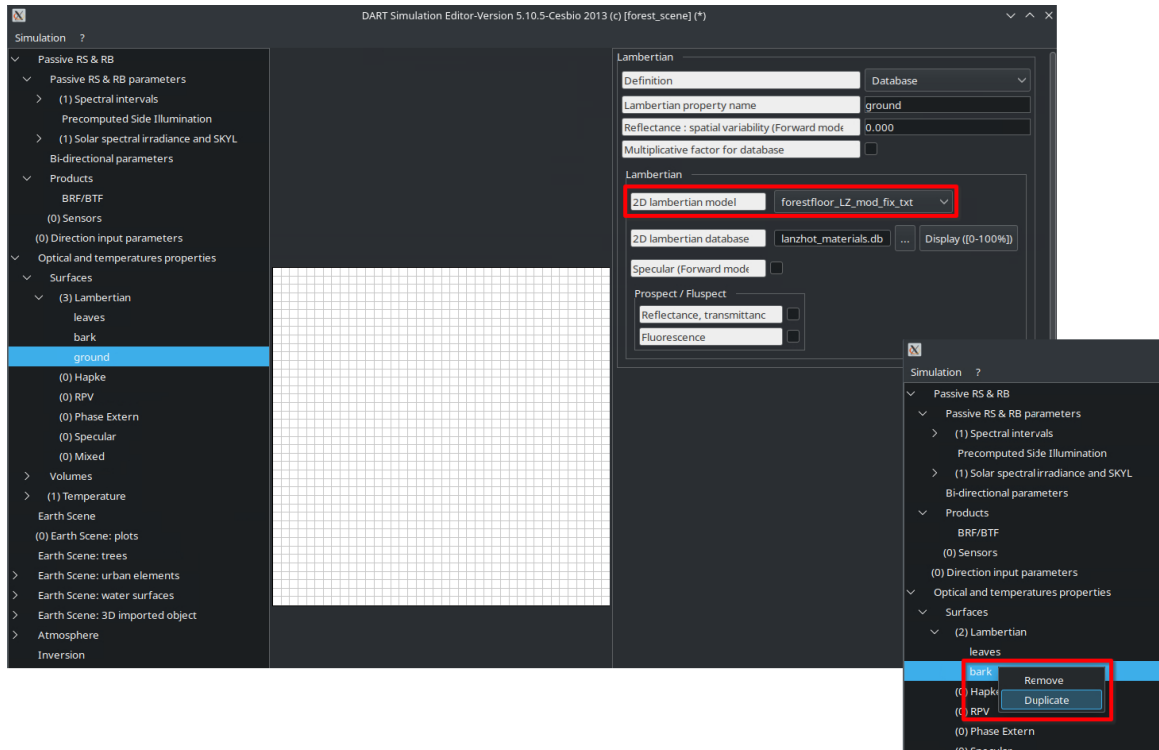 DART Simulation Editor-Version 5.10.5-Cesbio 2013 (c) [forest_scene] (*)
Simulation ?
Passive RS & RB
Passive RS & RB parameters
(1) Spectral intervals
Precomputed Side Illumination
(1) Solar spectral irradiance and SKYL
Bi-directional parameters
Products
BRF/BTF
(0) Sensors
(0) Direction input parameters
Optical and temperatures properties
Surfaces
(3) Lambertian
leaves
bark
ground
(0) Hapke
(0) RPV
(0) Phase Extern
(0) Specular
(0) Mixed
Volumes
(1) Temperature
Earth Scene
(0) Earth Scene: plots
Earth Scene: trees
Earth Scene: urban elements
Earth Scene: water surfaces
Earth Scene: 3D imported object
Atmosphere
Inversion
Lambertian
Definition Database
Lambertian property name ground
Reflectance : spatial variability (Forward mode 0.000
Multiplicative factor for database
Lambertian
2D lambertian model forestfloor_LZ_mod_fix_txt
2D lambertian database lanzhot_materials.db ... Display ([0-100%])
Specular (Forward mode
Prospect / Fluspect
Reflectance, transmittanc
Fluorescence
Simulation ?
Passive RS & RB
Passive RS & RB parameters
(1) Spectral intervals
Precomputed Side Illumination
(1) Solar spectral irradiance and SKYL
Bi-directional parameters
Products
BRF/BTF
(0) Sensors
(0) Direction input parameters
Optical and temperatures properties
Surfaces
(2) Lambertian
leaves
bark
Remove
(0) Hapke
Duplicate
(0) RPV
(0) Phase Extern
(0) Specular